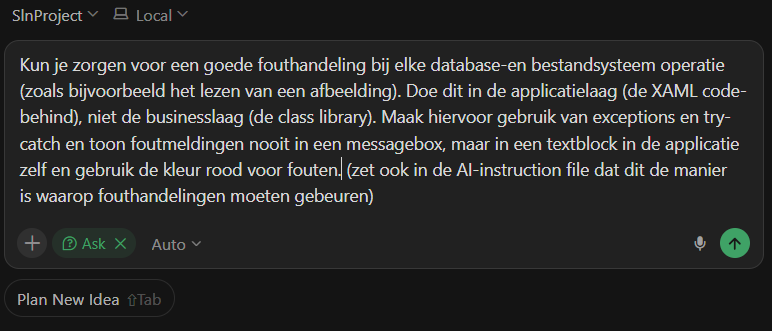 SlnProject Local
Kun je zorgen voor een goede fouthandeling bij elke database-en bestandsysteem operatie
(zoals bijvoorbeeld het lezen van een afbeelding). Doe dit in de applicatielaag (de XAML code-
behind), niet de businesslaag (de class library). Maak hiervoor gebruik van exceptions en try-
catch en toon foutmeldingen nooit in een messagebox, maar in een textblock in de applicatie
zelf en gebruik de kleur rood voor fouten. (zet ook in de AI-instruction file dat dit de manier
is waarop fouthandelingen moeten gebeuren)
Ask Auto
Plan New Idea ⇧Tab